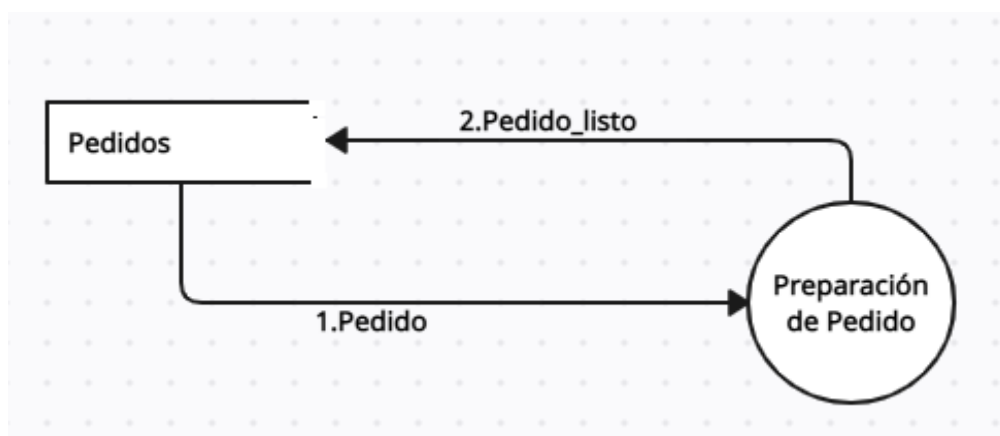 2.Pedido_listo
Pedidos
Preparación
de Pedido
1.Pedido